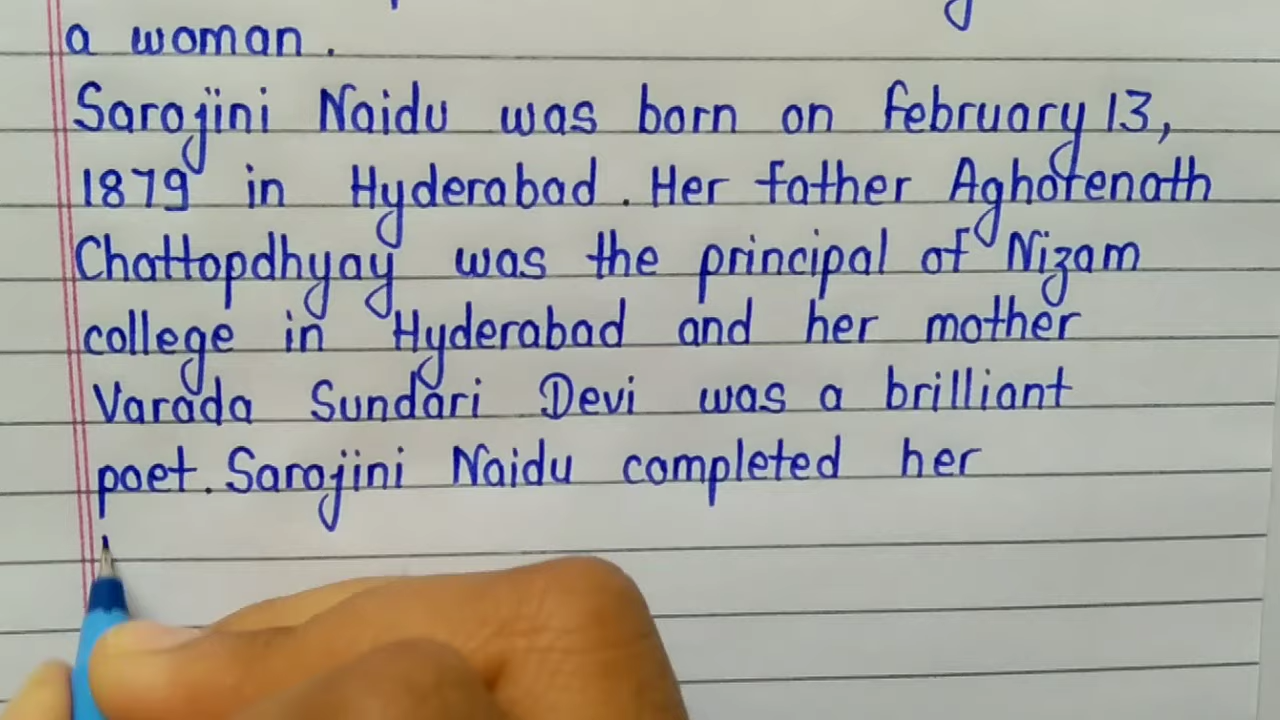 a woman.
Sarojini Naidu was born on February 13,
1879 in Hyderabad. Her father Aghorenath
Chattopdhyay was the principal of Nizam
college in Hyderabad and her mother
Varada Sundari Devi was a brilliant
poet. Sarojini Naidu completed her